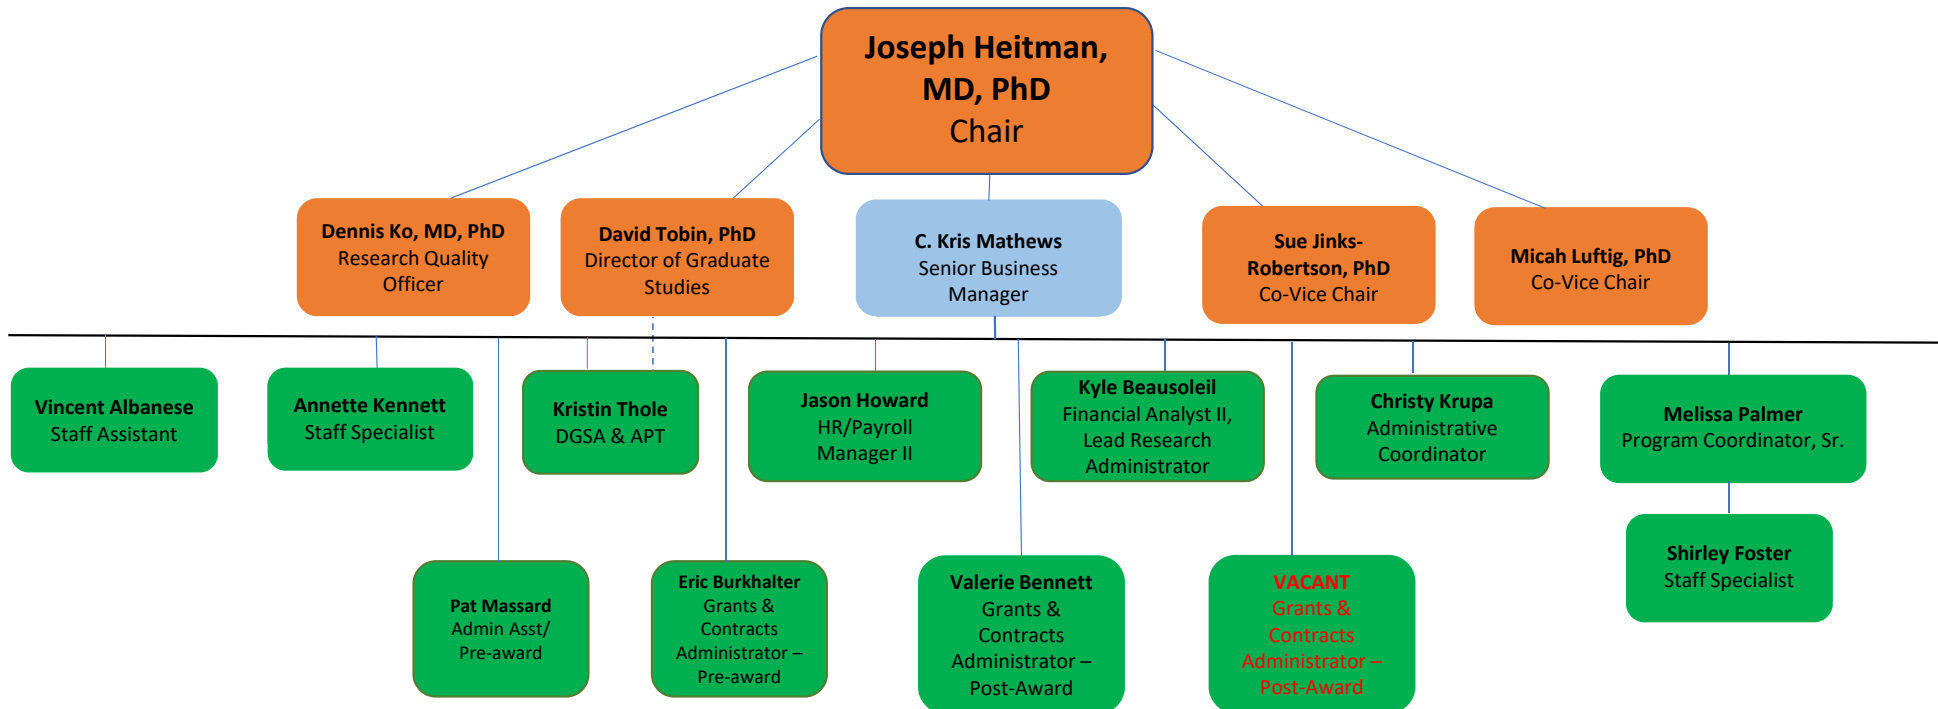 Joseph Heitman,
MD, PhD
Chair
Dennis Ko, MD, PhD
Research Quality
Officer
David Tobin, PhD
Director of Graduate
Studies
C. Kris Mathews
Senior Business
Manager
Sue Jinks-
Robertson, PhD
Co-Vice Chair
Micah Luftig, PhD
Co-Vice Chair
Vincent Albanese
Staff Assistant
Annette Kennett
Staff Specialist
Kristin Thole
DGSA & APT
Jason Howard
HR/Payroll
Manager II
Kyle Beausoleil
Financial Analyst II,
Lead Research
Administrator
Christy Krupa
Administrative
Coordinator
Melissa Palmer
Program Coordinator, Sr.
Pat Massard
Admin Asst/
Pre-award
Eric Burkhalter
Grants &
Contracts
Administrator –
Pre-award
Valerie Bennett
Grants &
Contracts
Administrator –
Post-Award
VACANT
Grants &
Contracts
Administrator –
Post-Award
Shirley Foster
Staff Specialist